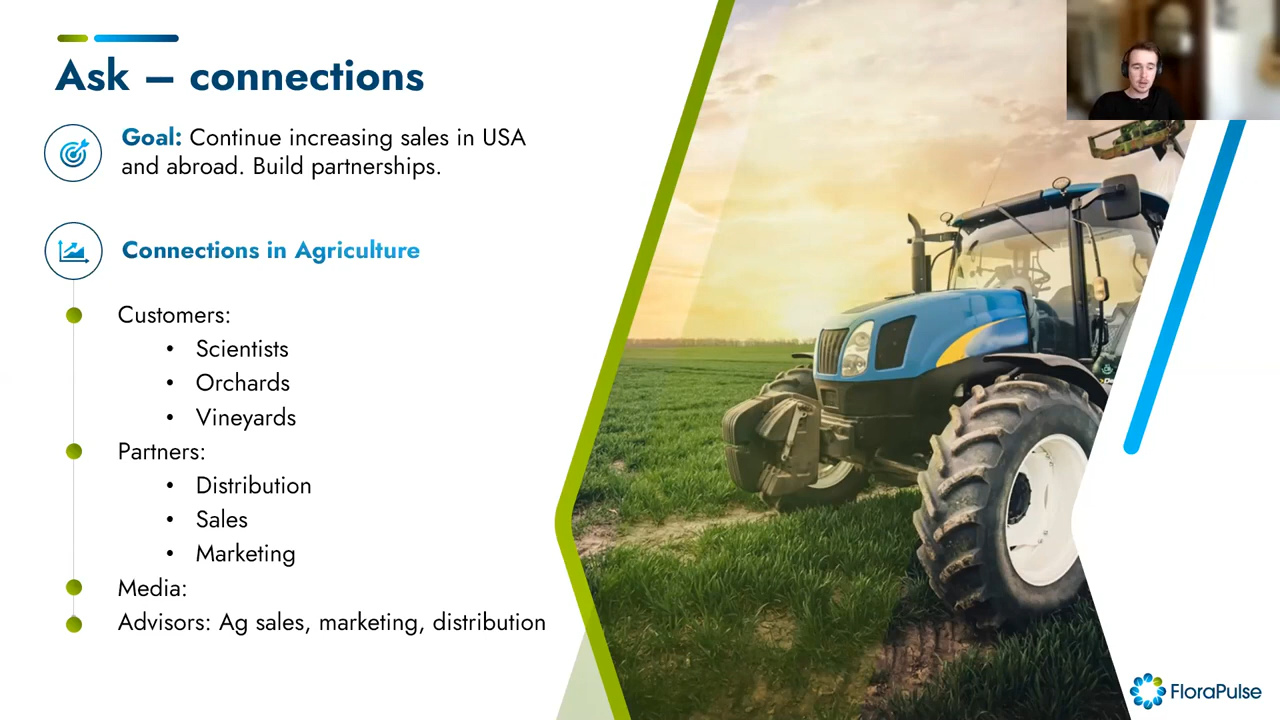 Ask – connections
Goal: Continue increasing sales in USA
and abroad. Build partnerships.
Connections in Agriculture
Customers:
• Scientists
• Orchards
• Vineyards
Partners:
• Distribution
• Sales
• Marketing
Media:
Advisors: Ag sales, marketing, distribution
FloraPulse